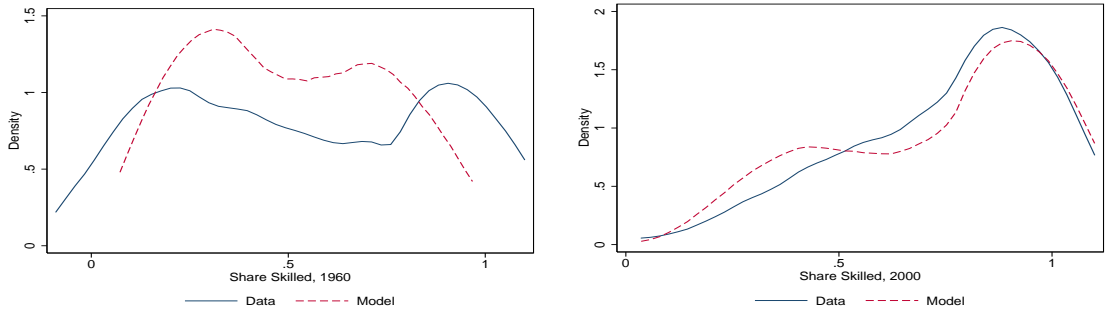 1.5
1
.5
0
Density
0 .5 1
Share Skilled, 1960
Data Model
2
1.5
1
.5
0
Density
0 .5 1
Share Skilled, 2000
Data Model